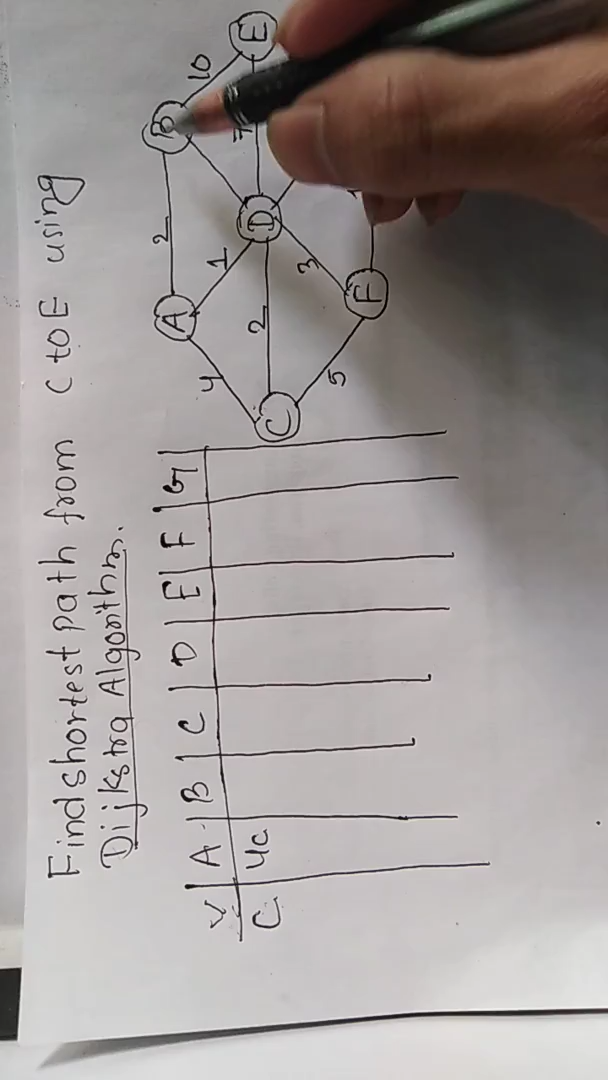 Find shortest path from C to E using
Dijkstra Algorithm.
V A B C D E F G
C 4c
A
B
C
D
E
F
2
10
1
4
2
3
5
7